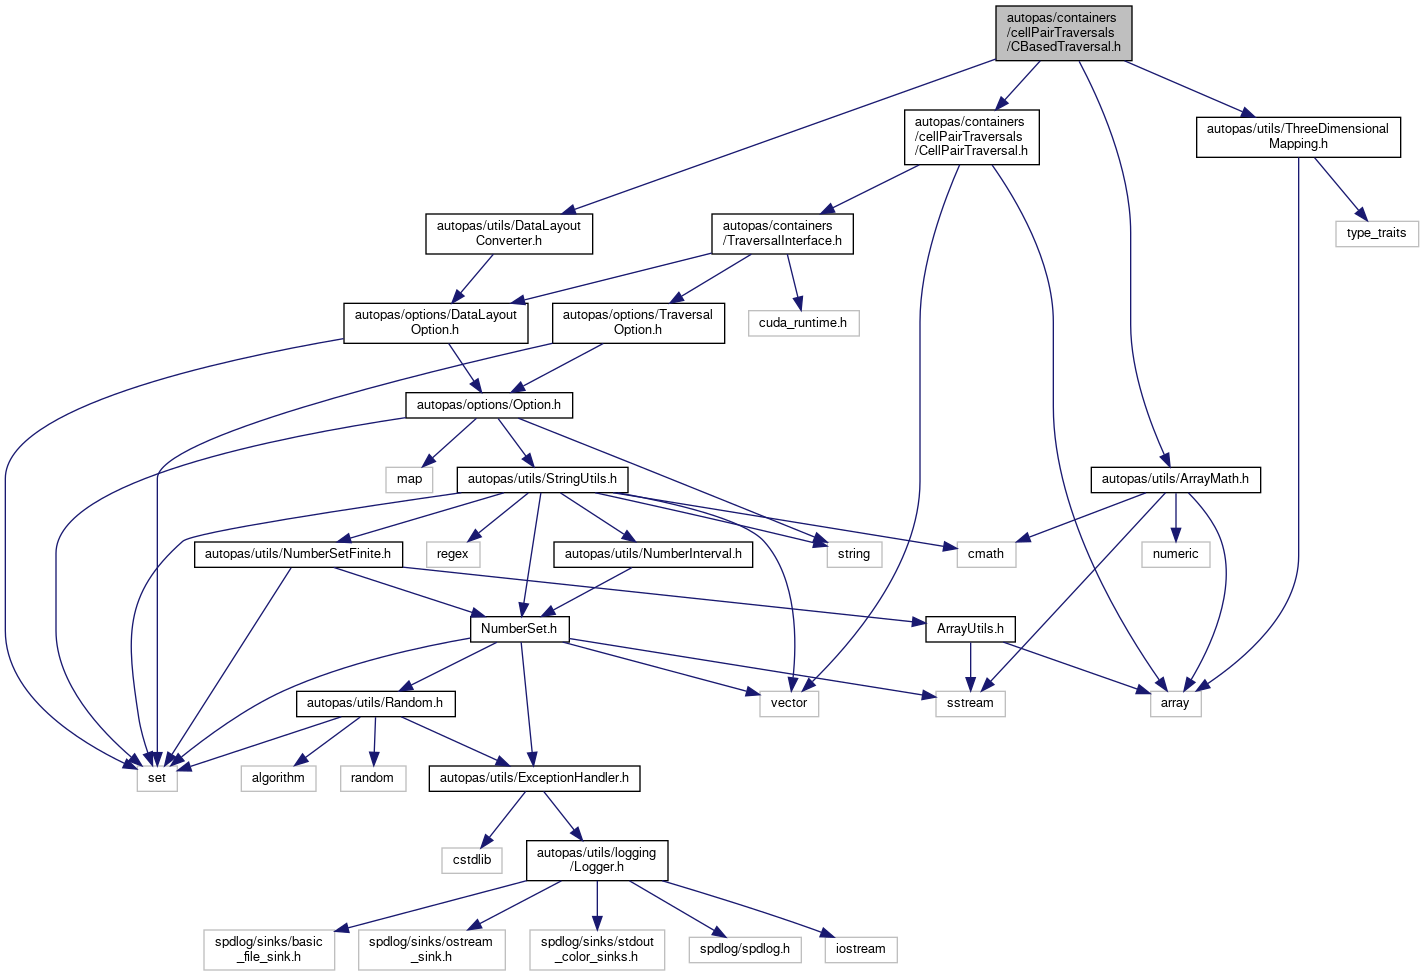 autopas/containers
/cellPairTraversals
/CBasedTraversal.h
autopas/containers
/cellPairTraversals
/CellPairTraversal.h
autopas/utils/ThreeDimensional
Mapping.h
autopas/utils/DataLayout
Converter.h
autopas/containers
/TraversalInterface.h
type_traits
autopas/options/DataLayout
Option.h
autopas/options/Traversal
Option.h
cuda_runtime.h
autopas/options/Option.h
map
autopas/utils/StringUtils.h
autopas/utils/ArrayMath.h
autopas/utils/NumberSetFinite.h
regex
autopas/utils/NumberInterval.h
string
cmath
numeric
NumberSet.h
ArrayUtils.h
autopas/utils/Random.h
vector
sstream
array
set
algorithm
random
autopas/utils/ExceptionHandler.h
cstdlib
autopas/utils/logging
/Logger.h
spdlog/sinks/basic
_file_sink.h
spdlog/sinks/ostream
_sink.h
spdlog/sinks/stdout
_color_sinks.h
spdlog/spdlog.h
iostream